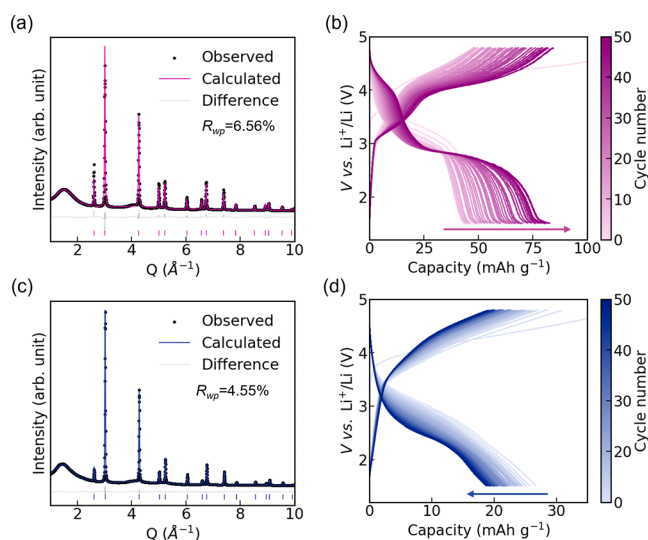 (a)
Observed
Calculated
Difference
R_wp=6.56%
Intensity (arb. unit)
2 4 6 8 10
Q (Å⁻¹)
(b)
V vs. Li⁺/Li (V)
5
4
3
2
0 25 50 75 100
Capacity (mAh g⁻¹)
50
40
30
20
10
0
Cycle number
(c)
Observed
Calculated
Difference
R_wp=4.55%
Intensity (arb. unit)
2 4 6 8 10
Q (Å⁻¹)
(d)
V vs. Li⁺/Li (V)
5
4
3
2
0 10 20 30
Capacity (mAh g⁻¹)
50
40
30
20
10
0
Cycle number